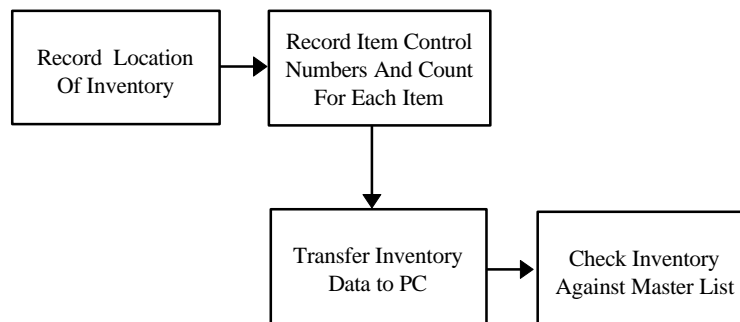 Record Location
Of Inventory
Record Item Control
Numbers And Count
For Each Item
Transfer Inventory
Data to PC
Check Inventory
Against Master List